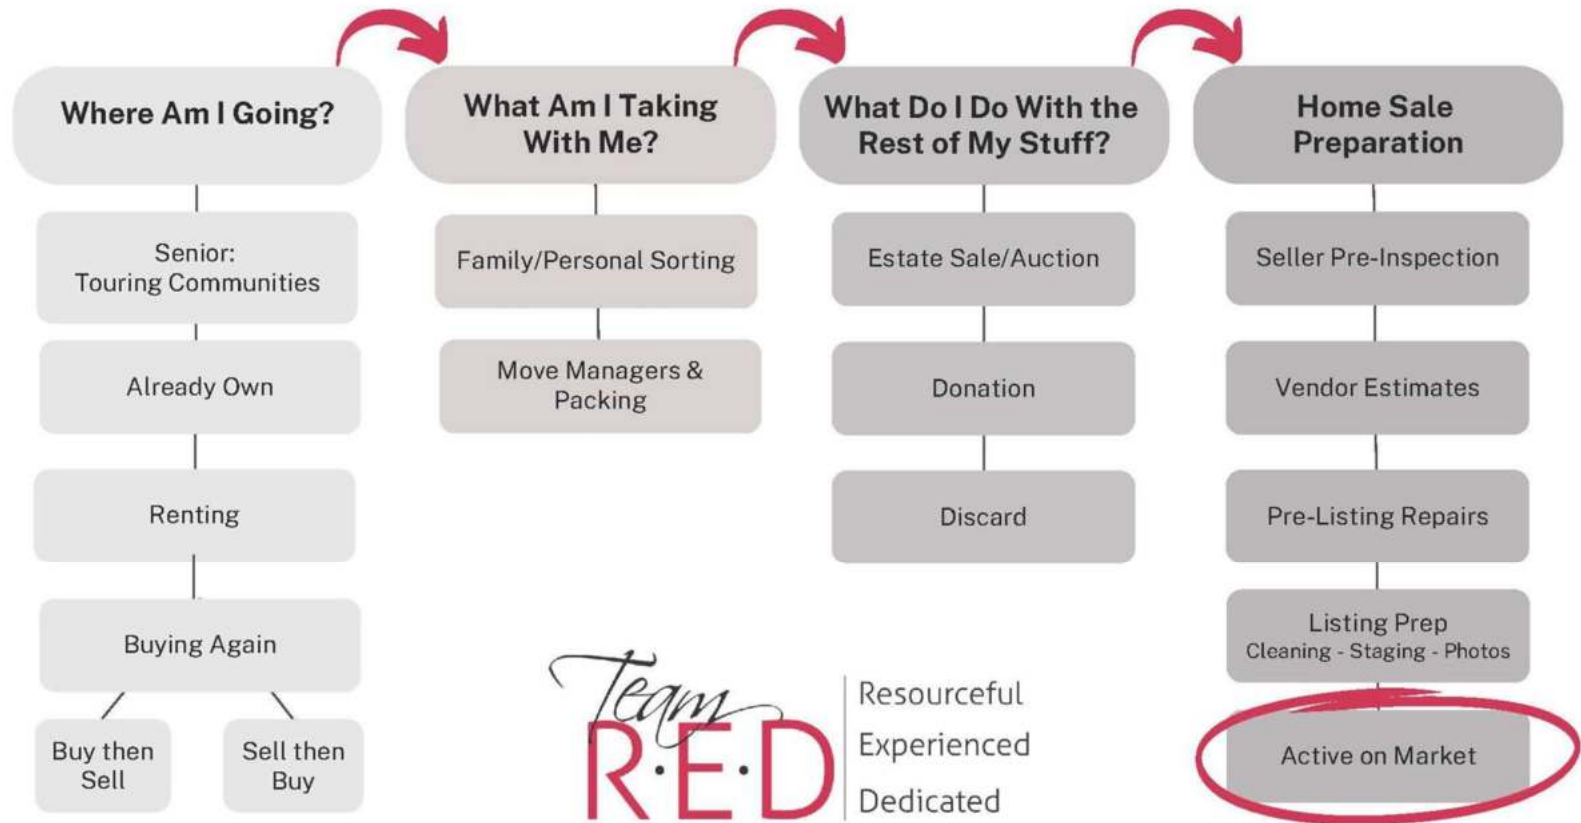 Where Am I Going?
Senior:
Touring Communities
Already Own
Renting
Buying Again
Buy then
Sell
Sell then
Buy
What Am I Taking
With Me?
Family/Personal Sorting
Move Managers &
Packing
What Do I Do With the
Rest of My Stuff?
Estate Sale/Auction
Donation
Discard
Home Sale
Preparation
Seller Pre-Inspection
Vendor Estimates
Pre-Listing Repairs
Listing Prep
Cleaning - Staging - Photos
Active on Market
Team
R·E·D
Resourceful
Experienced
Dedicated